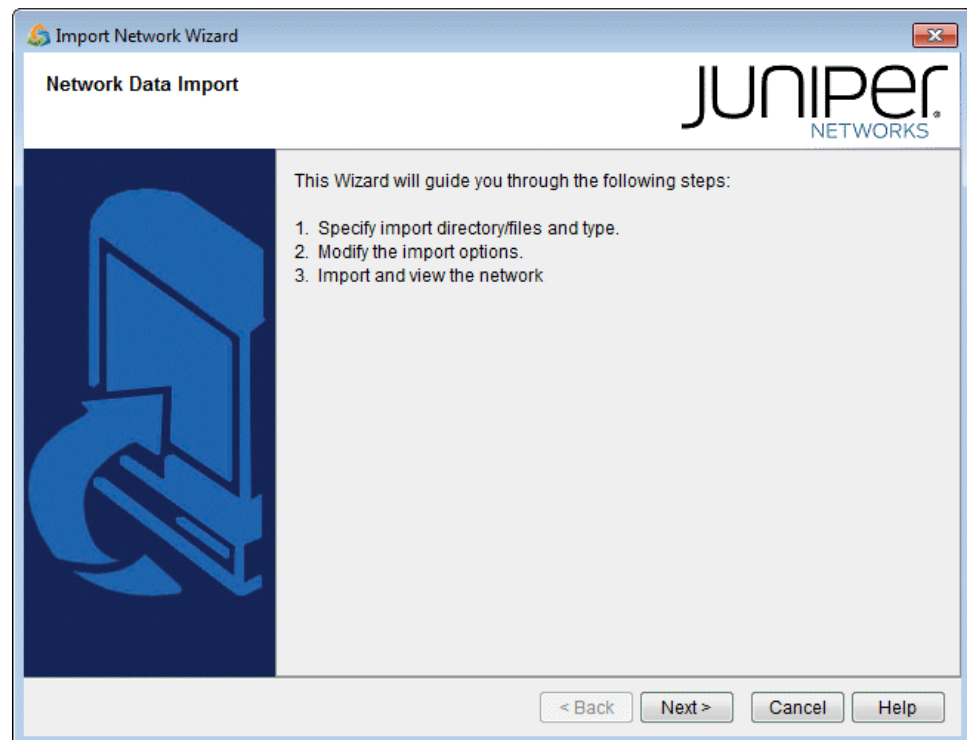 Import Network Wizard
Network Data Import
JUNIPER
NETWORKS
This Wizard will guide you through the following steps:
1. Specify import directory/files and type.
2. Modify the import options.
3. Import and view the network
< Back Next > Cancel Help